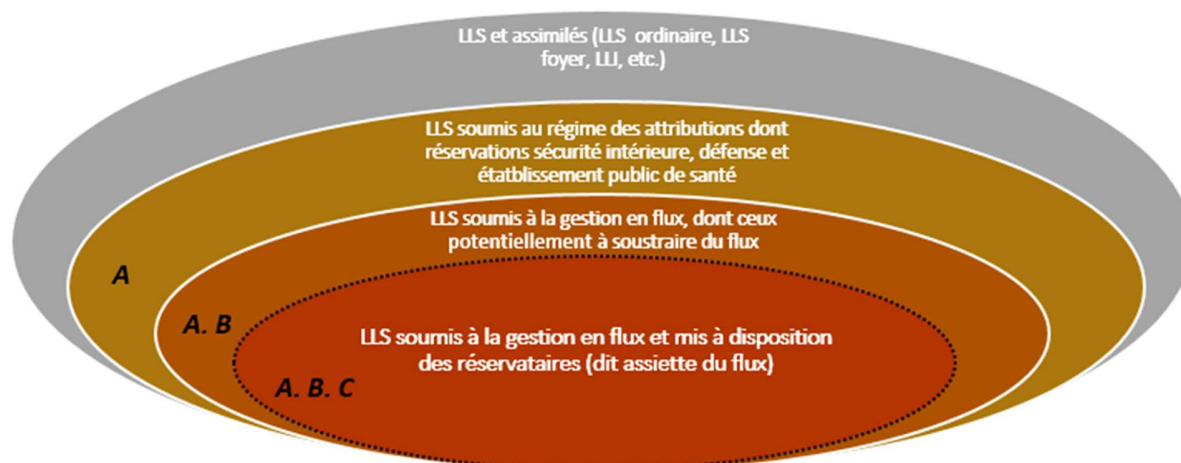 LLS et assimilés (LLS ordinaire, LLS
foyer, LLI, etc.)
LLS soumis au régime des attributions dont
réservations sécurité intérieure, défense et
étatblissement public de santé
LLS soumis à la gestion en flux, dont ceux
potentiellement à soustraire du flux
A
A. B
LLS soumis à la gestion en flux et mis à disposition
des réservataires (dit assiette du flux)
A. B. C